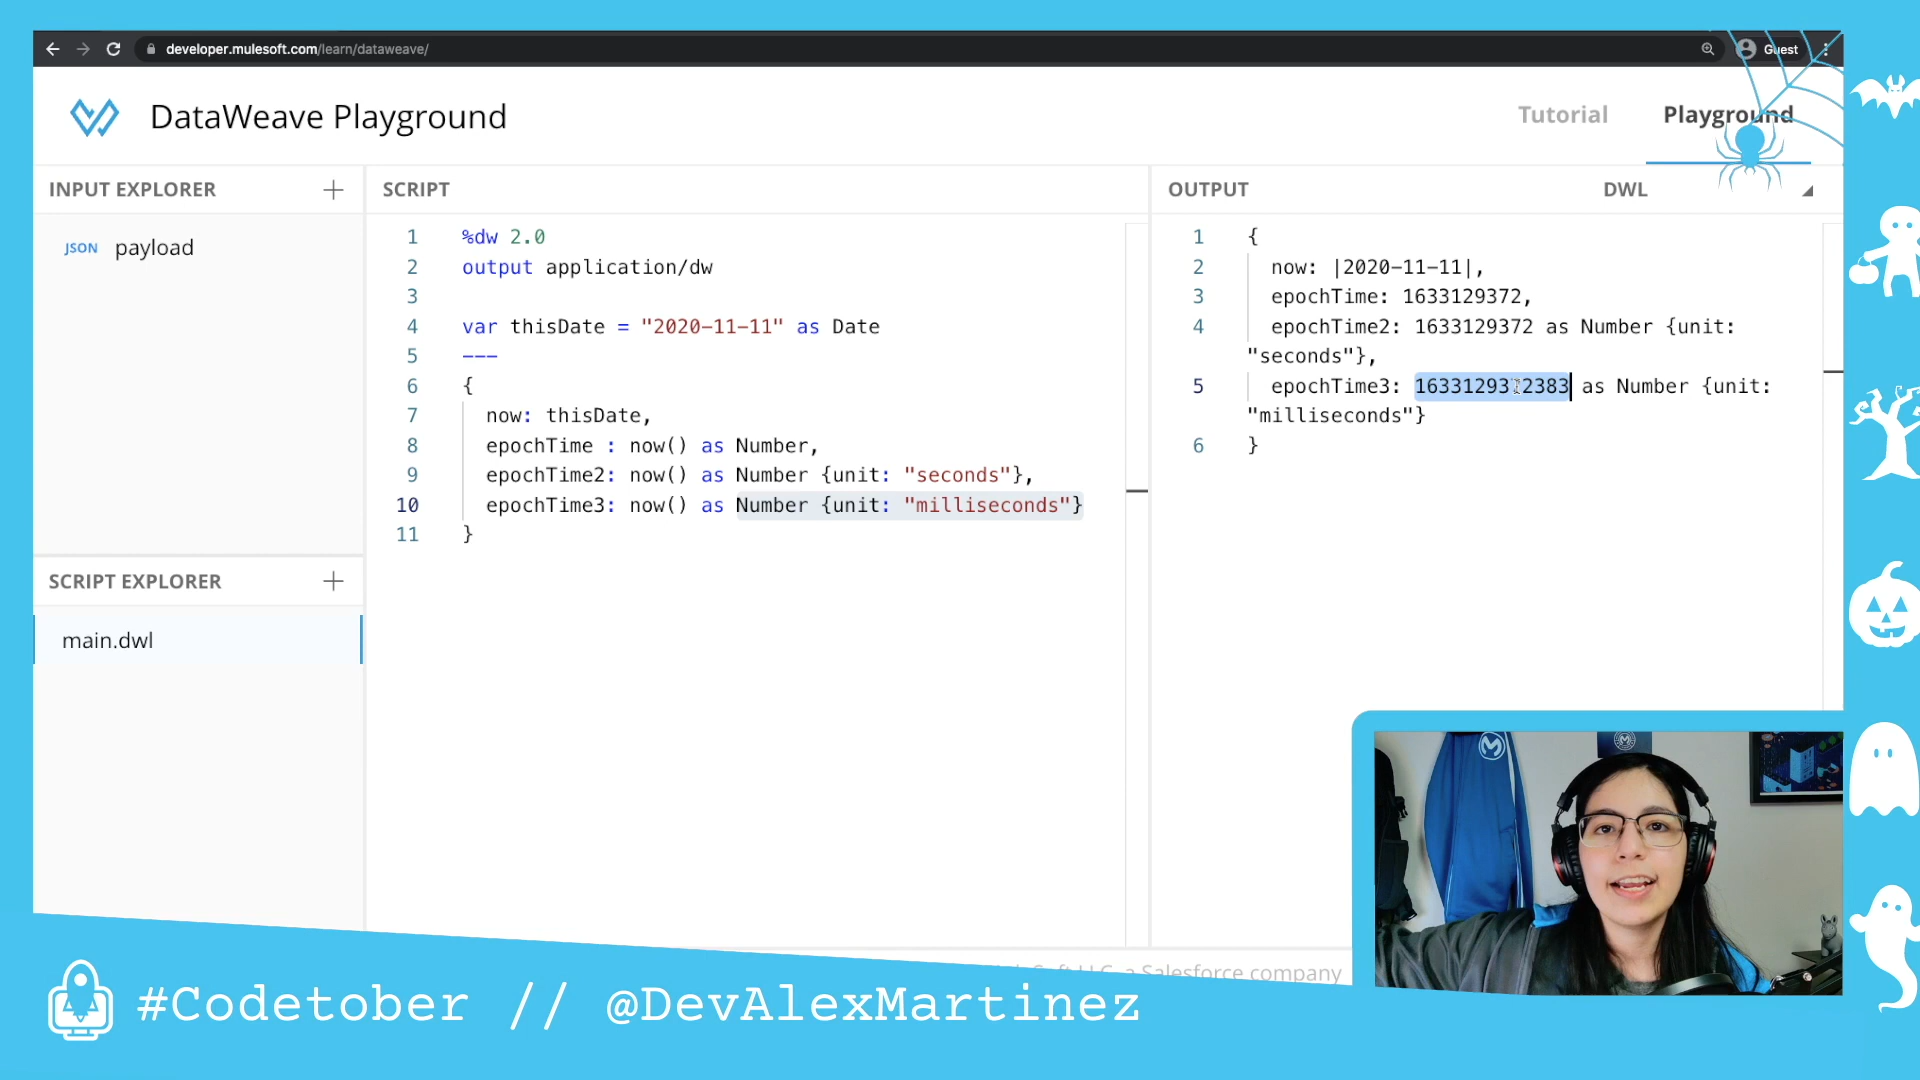 developer.mulesoft.com/learn/dataweave/
Guest
DataWeave Playground
Tutorial
Playground
INPUT EXPLORER
JSON payload
SCRIPT EXPLORER
main.dwl
SCRIPT
1 %dw 2.0
2 output application/dw
3
4 var thisDate = "2020-11-11" as Date
5 ---
6 {
7 now: thisDate,
8 epochTime : now() as Number,
9 epochTime2: now() as Number {unit: "seconds"},
10 epochTime3: now() as Number {unit: "milliseconds"}
11 }
OUTPUT
DWL
1 {
2 now: |2020-11-11|,
3 epochTime: 1633129372,
4 epochTime2: 1633129372 as Number {unit:
"seconds"},
5 epochTime3: 1633129372383 as Number {unit:
"milliseconds"}
6 }
LLC, a Salesforce company
#Codetober // @DevAlexMartinez